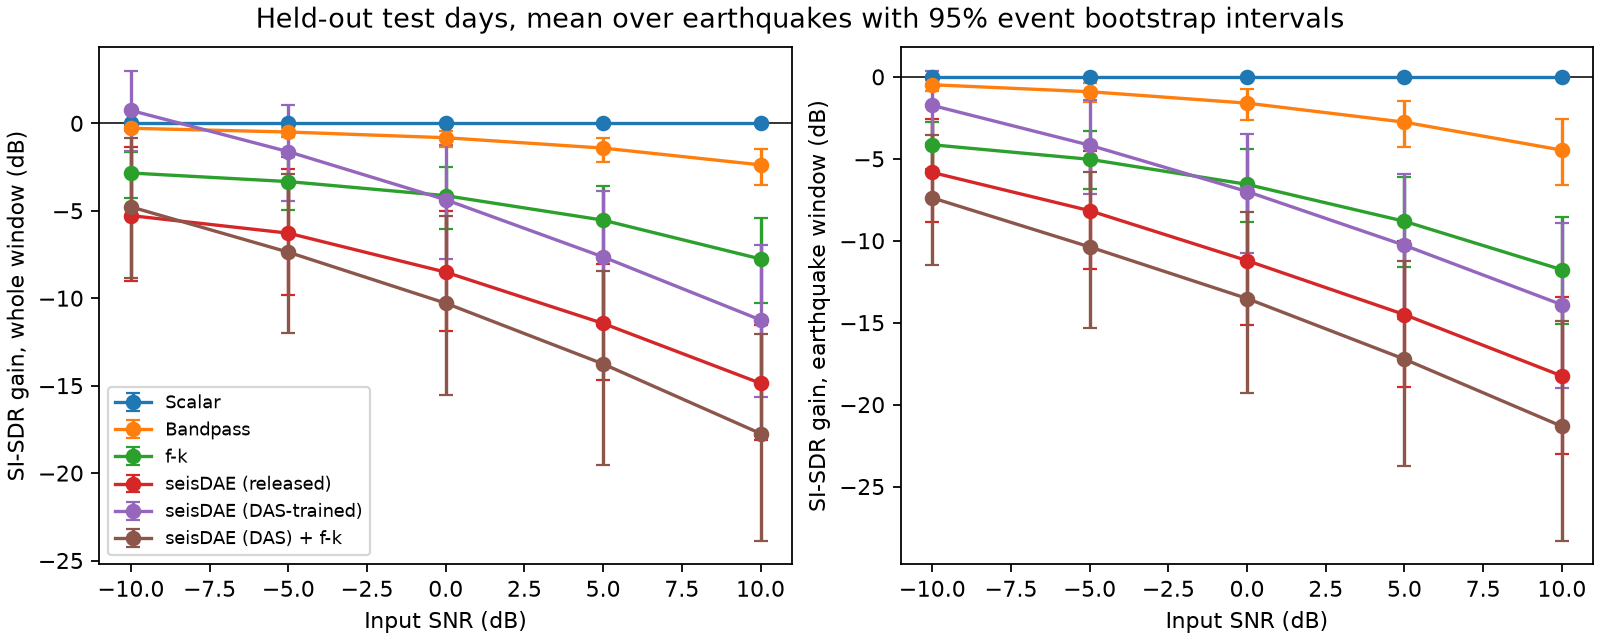 Held-out test days, mean over earthquakes with 95% event bootstrap intervals
SI-SDR gain, whole window (dB)
0
−5
−10
−15
−20
−25
Scalar
Bandpass
f-k
seisDAE (released)
seisDAE (DAS-trained)
seisDAE (DAS) + f-k
−10.0 −7.5 −5.0 −2.5 0.0 2.5 5.0 7.5 10.0
Input SNR (dB)
SI-SDR gain, earthquake window (dB)
0
−5
−10
−15
−20
−25
−10.0 −7.5 −5.0 −2.5 0.0 2.5 5.0 7.5 10.0
Input SNR (dB)